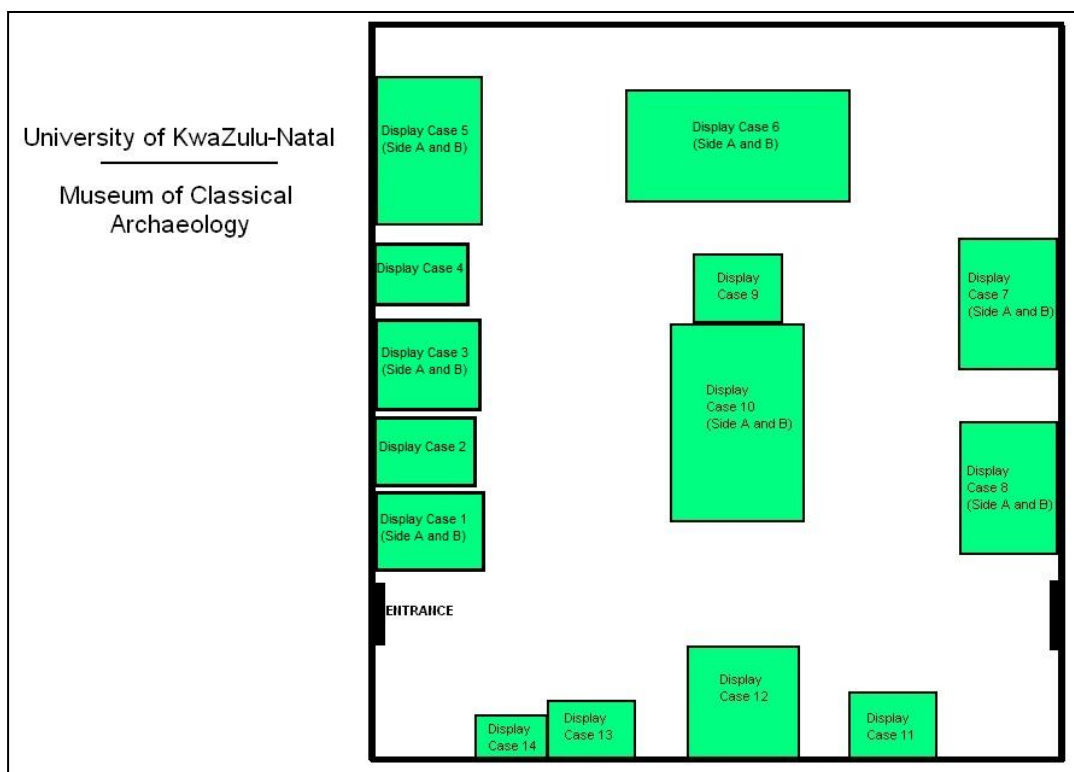 University of KwaZulu-Natal
Museum of Classical
Archaeology
Display Case 5
(Side A and B)
Display Case 6
(Side A and B)
Display Case 4
Display
Case 9
Display
Case 7
(Side A and B)
Display Case 3
(Side A and B)
Display
Case 10
(Side A and B)
Display Case 2
Display
Case 8
(Side A and B)
Display Case 1
(Side A and B)
ENTRANCE
Display
Case 14
Display
Case 13
Display
Case 12
Display
Case 11